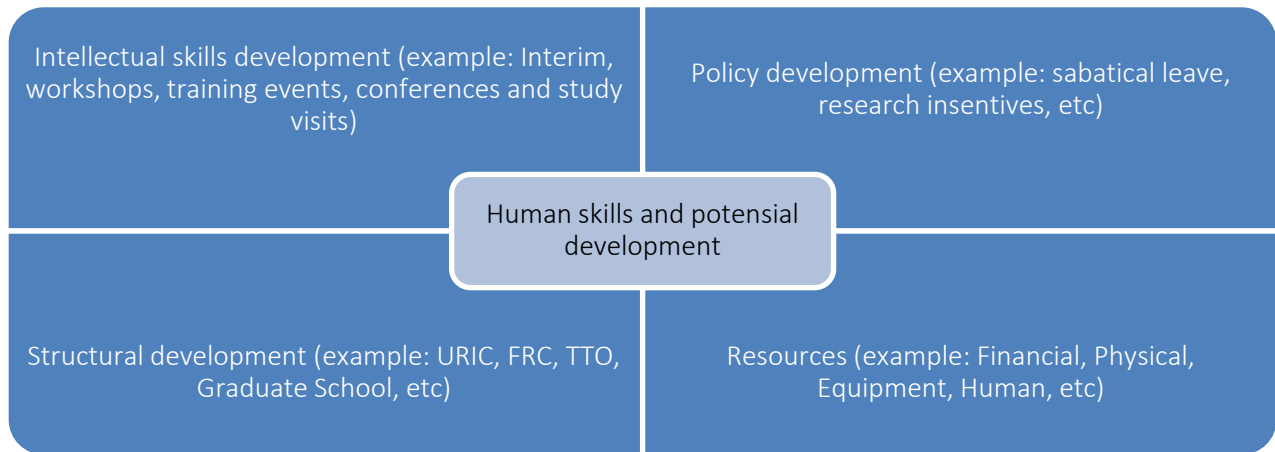 Intellectual skills development (example: Interim,
workshops, training events, conferences and study
visits)
Policy development (example: sabatical leave,
research insentives, etc)
Human skills and potensial
development
Structural development (example: URIC, FRC, TTO,
Graduate School, etc)
Resources (example: Financial, Physical,
Equipment, Human, etc)